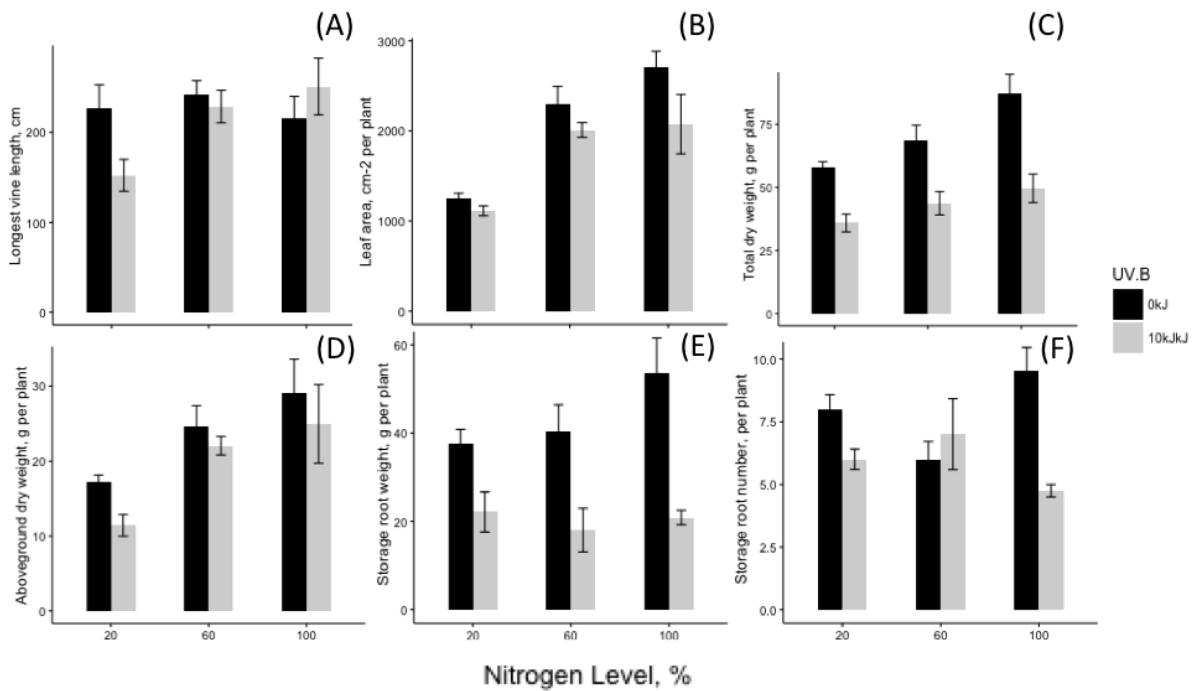 (A)
Longest vine length, cm
200
100
0
(B)
Leaf area, cm-2 per plant
3000
2000
1000
0
(C)
Total dry weight, g per plant
75
50
25
0
UV.B
0kJ
10kJkJ
(D)
Aboveground dry weight, g per plant
30
20
10
0
20
60
100
(E)
Storage root weight, g per plant
60
40
20
0
20
60
100
(F)
Storage root number, per plant
10.0
7.5
5.0
2.5
0.0
20
60
100
Nitrogen Level, %